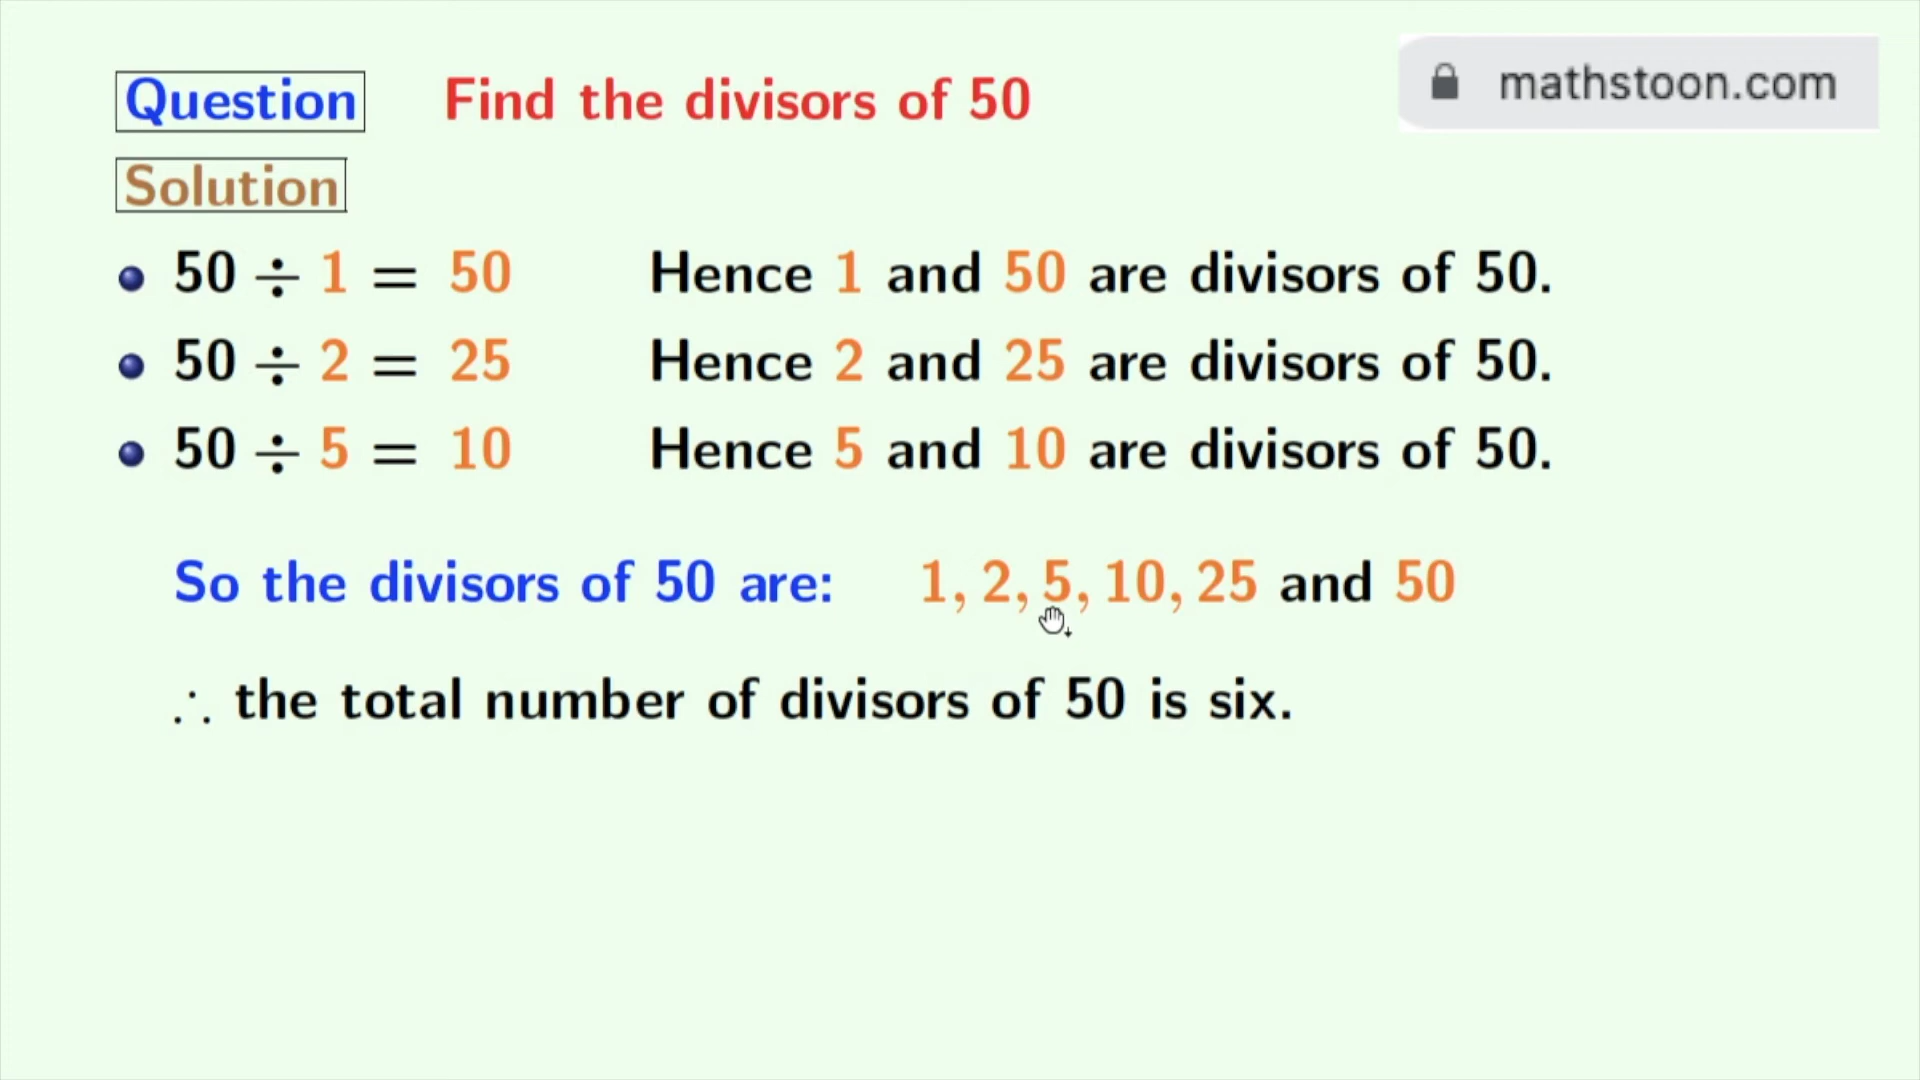 Question Find the divisors of 50 mathstoon.com
Solution
50 ÷ 1 = 50 Hence 1 and 50 are divisors of 50.
50 ÷ 2 = 25 Hence 2 and 25 are divisors of 50.
50 ÷ 5 = 10 Hence 5 and 10 are divisors of 50.
So the divisors of 50 are: 1, 2, 5, 10, 25 and 50
∴ the total number of divisors of 50 is six.